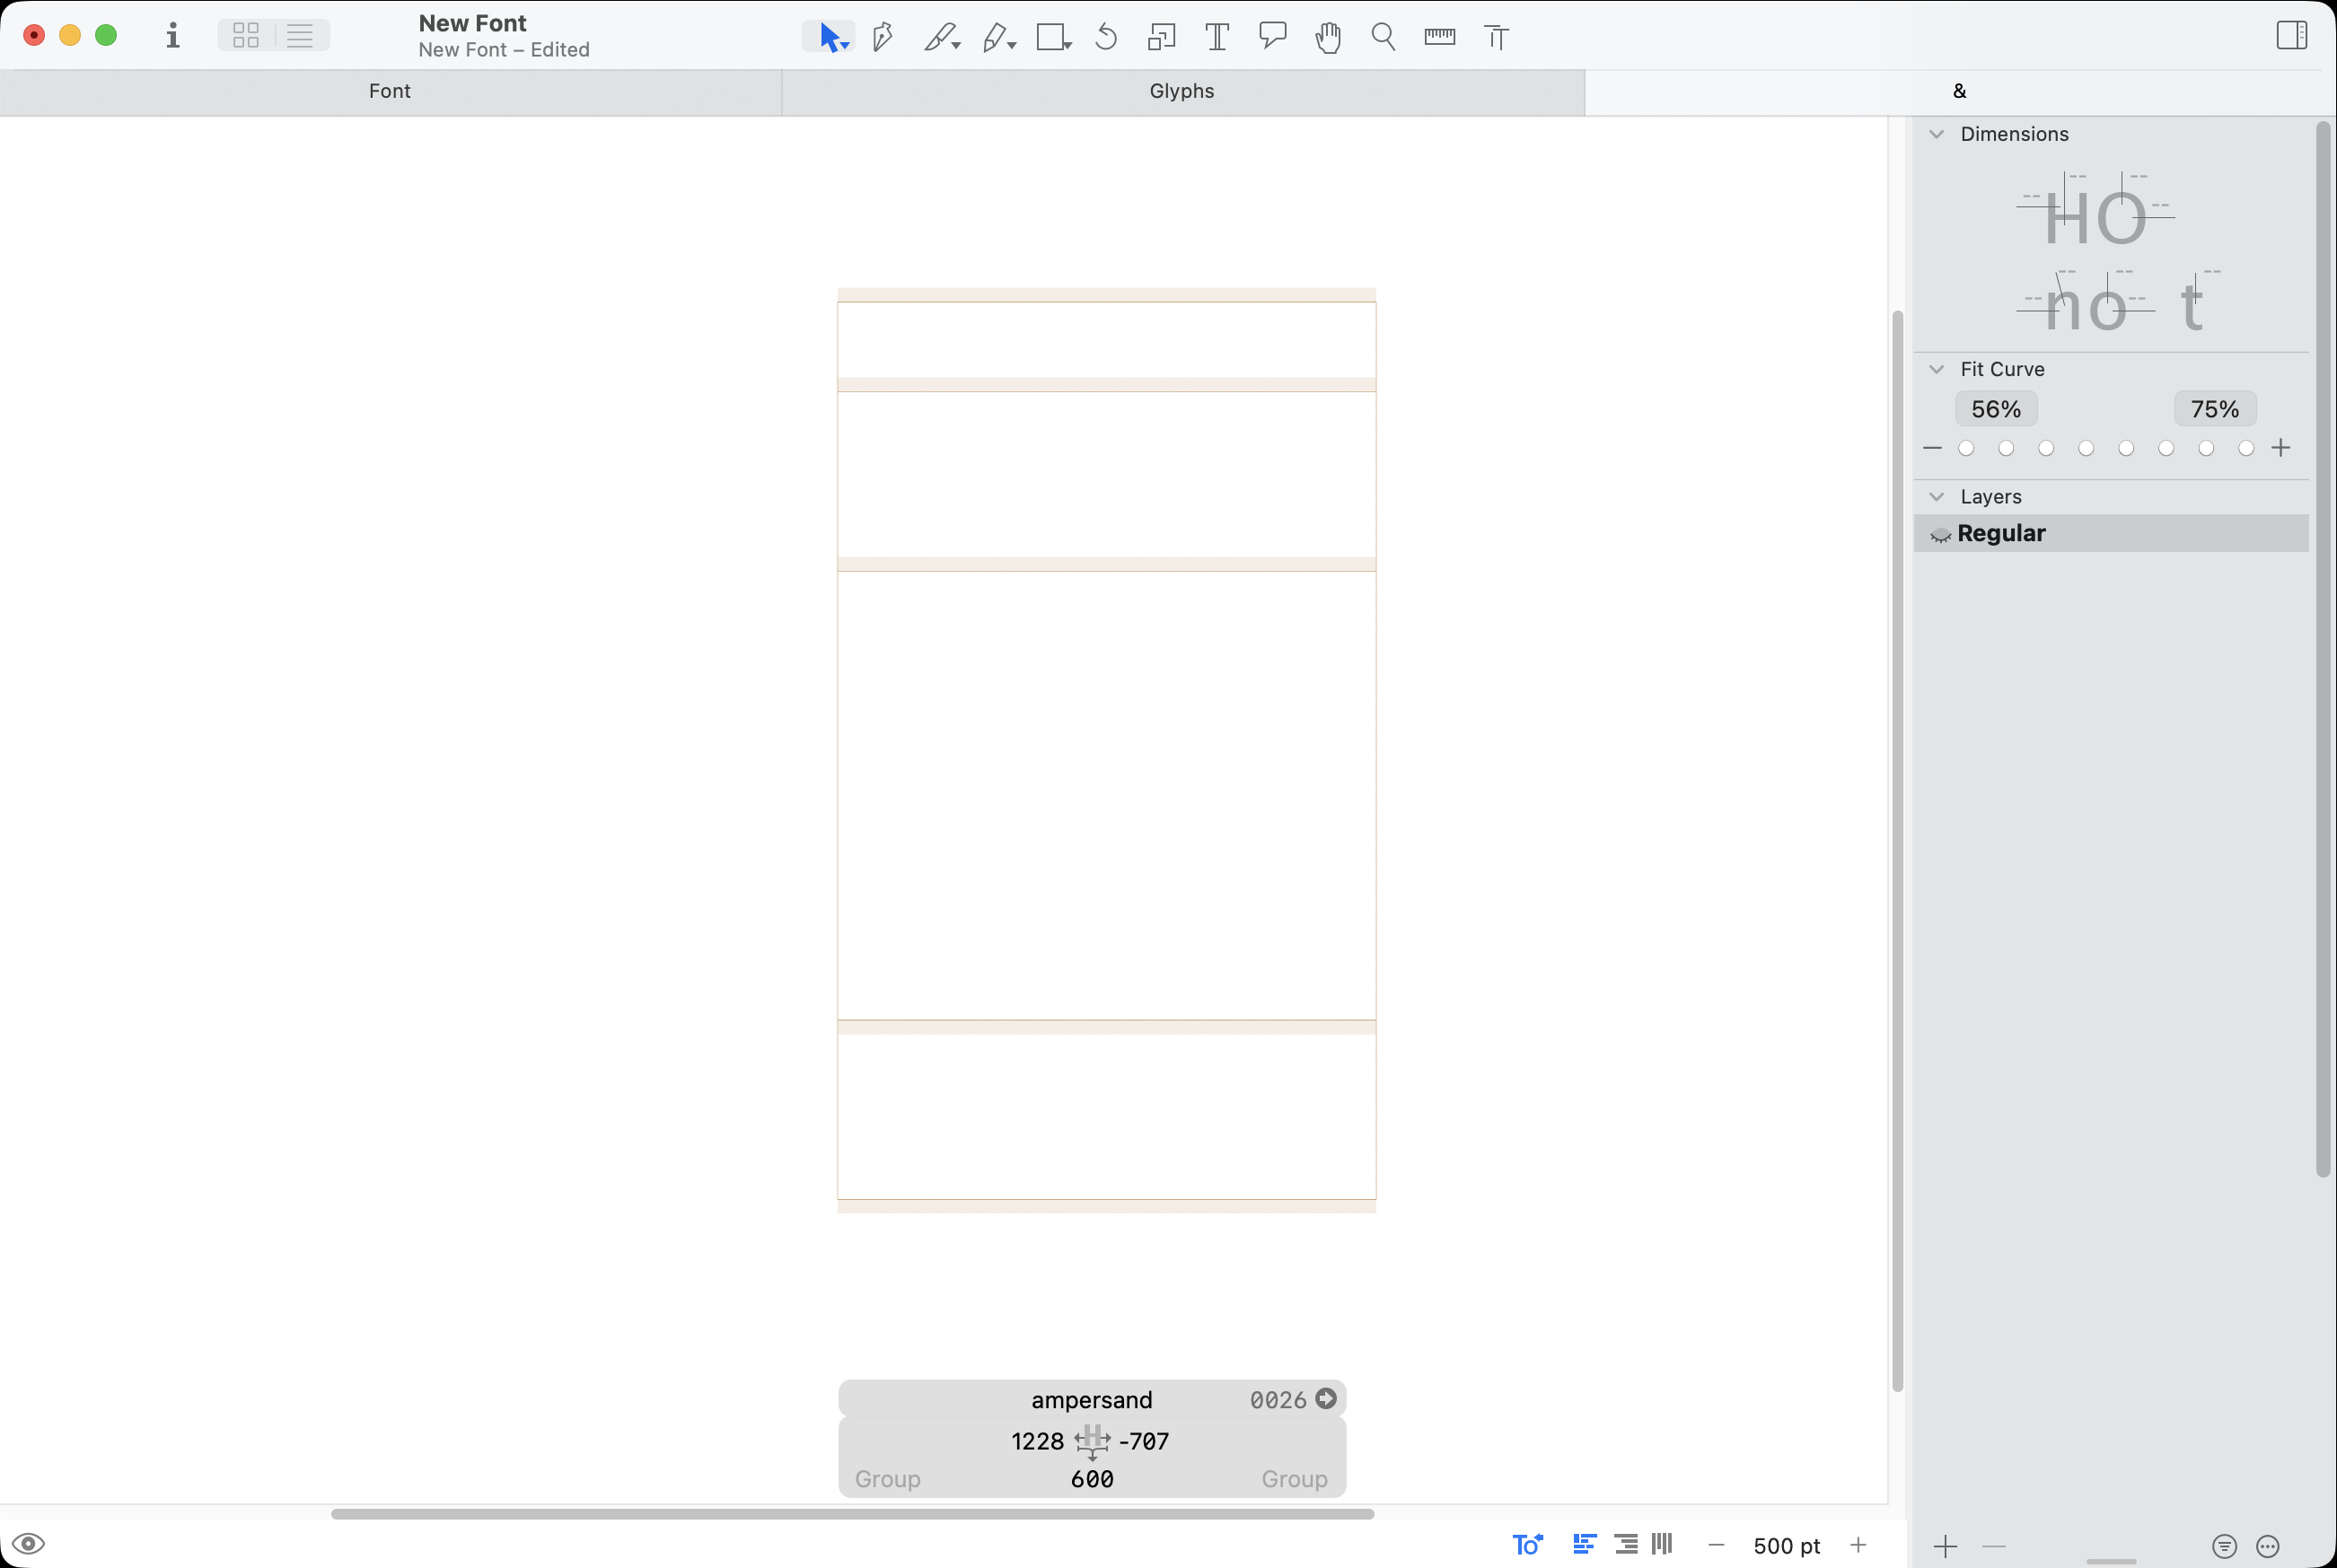 New Font
New Font – Edited
Font
Glyphs
&
Dimensions
-- -- --
-- HO --
-- -- --
-- no -- t
Fit Curve
56% 75%
Layers
Regular
ampersand 0026
1228 H -707
Group 600 Group
To
500 pt